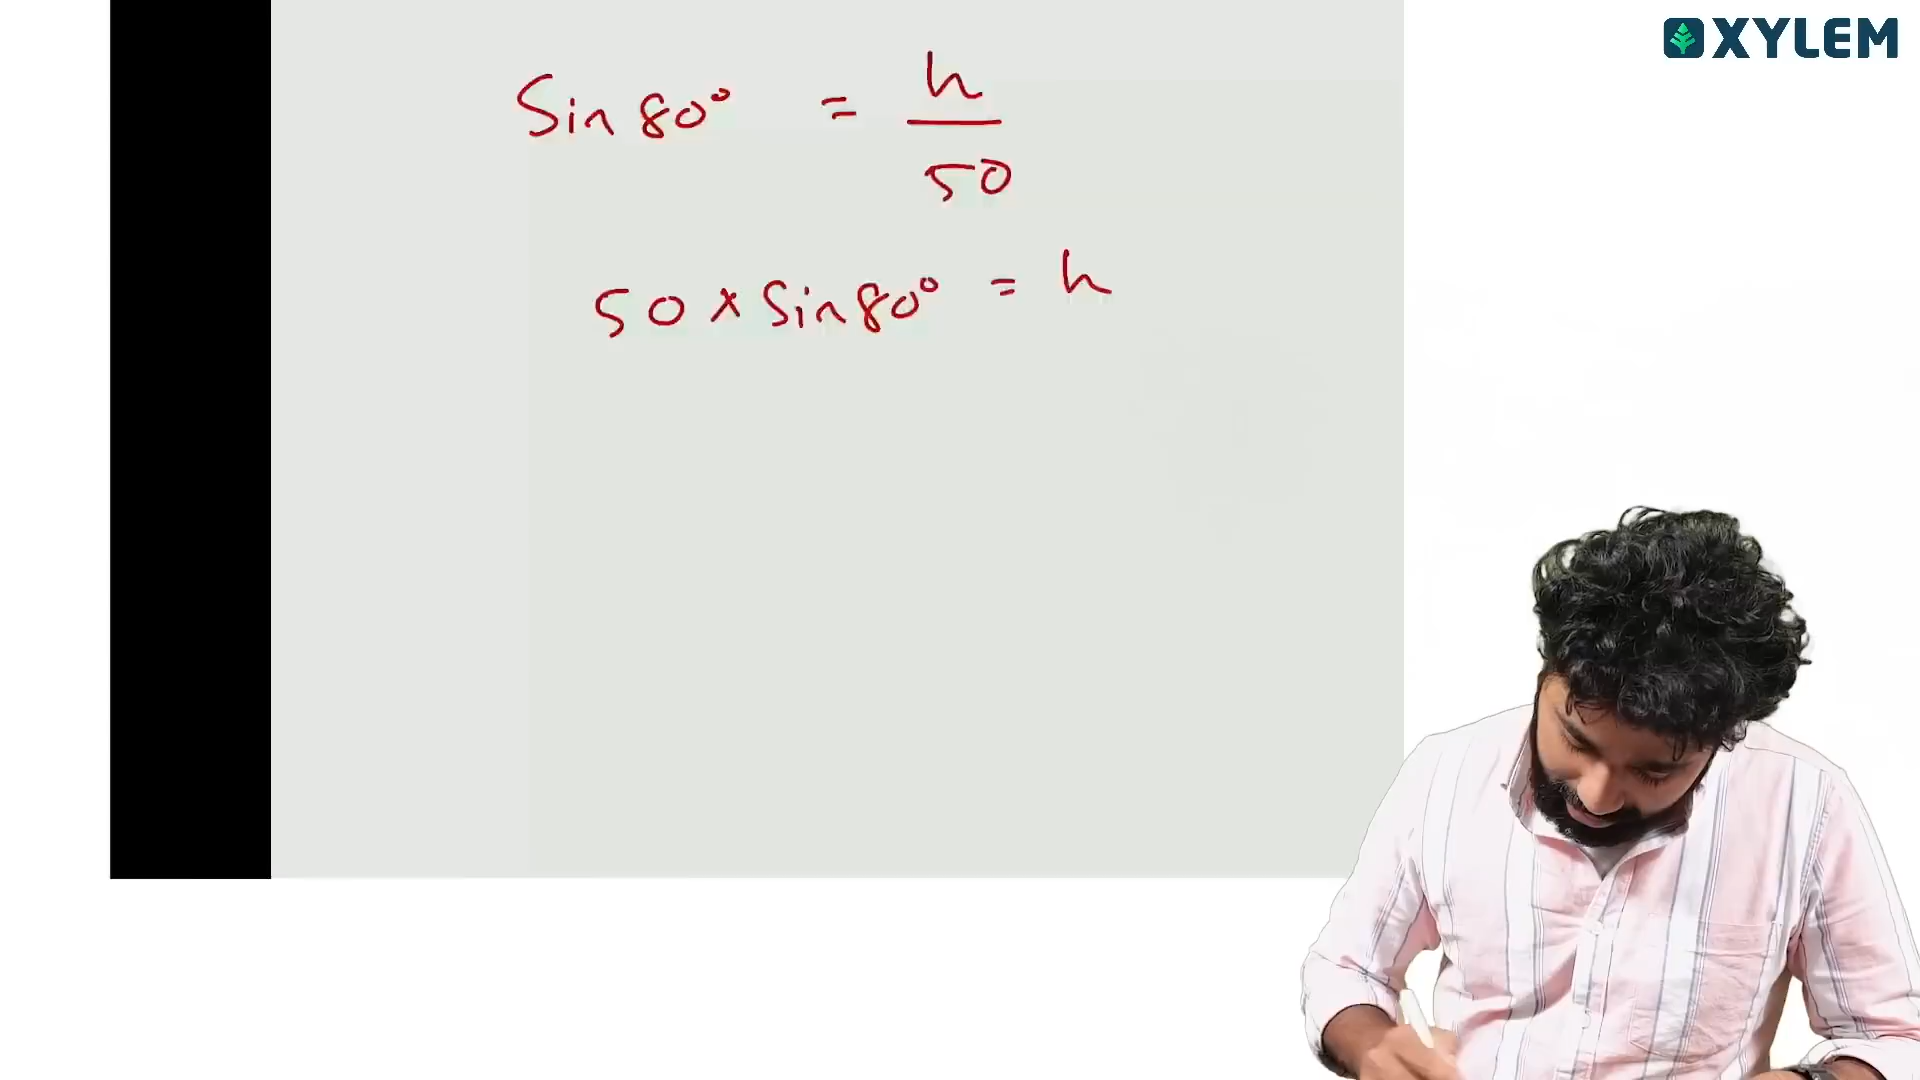 XYLEM
Sin 80° = h/50
50 × Sin 80° = h